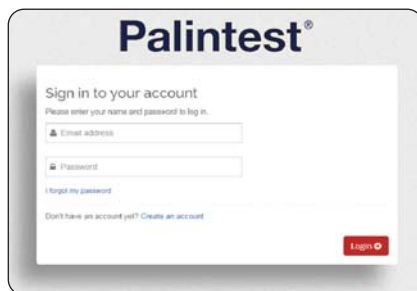 Palintest®
Sign in to your account
Please enter your name and password to log in.
Email address
Password
I forgot my password
Don't have an account yet? Create an account
Login